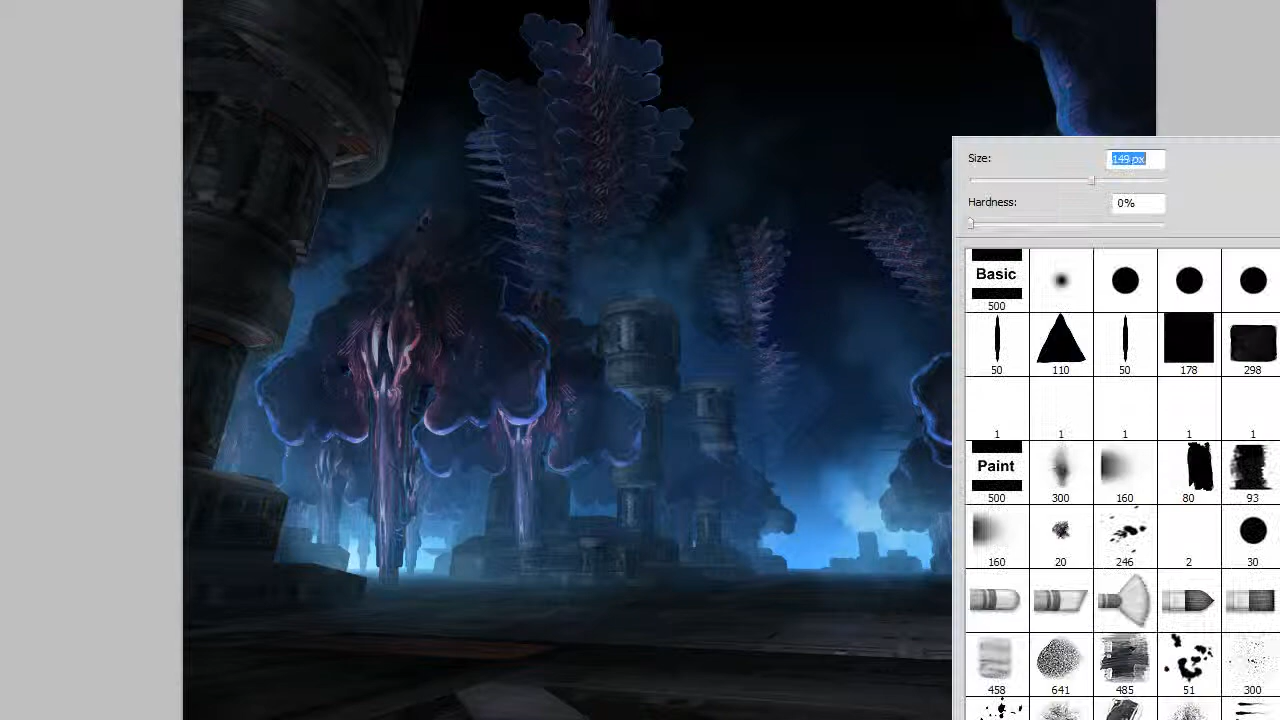 Size: 149 px
Hardness: 0%
Basic
500
50 110 50 178 298
1 1 1 1 1
Paint
500 300 160 80 93
160 20 246 2 30
458 641 485 51 300